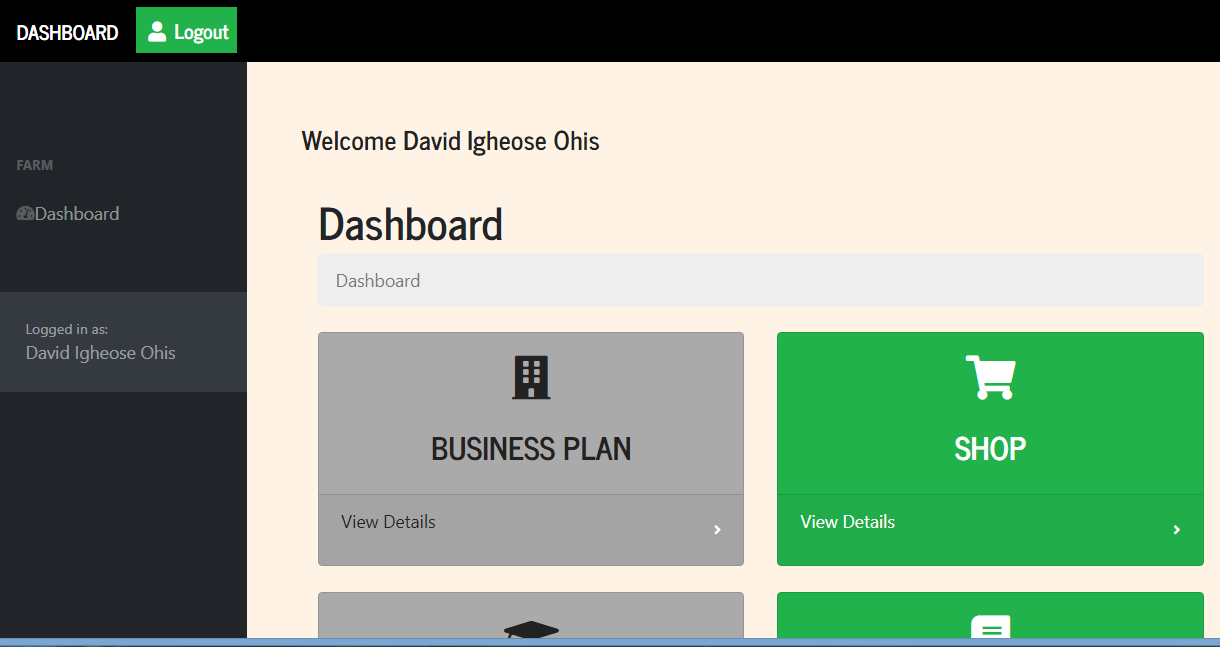 DASHBOARD Logout
FARM
Dashboard
Logged in as:
David Igheose Ohis
Welcome David Igheose Ohis
Dashboard
Dashboard
BUSINESS PLAN
View Details
SHOP
View Details